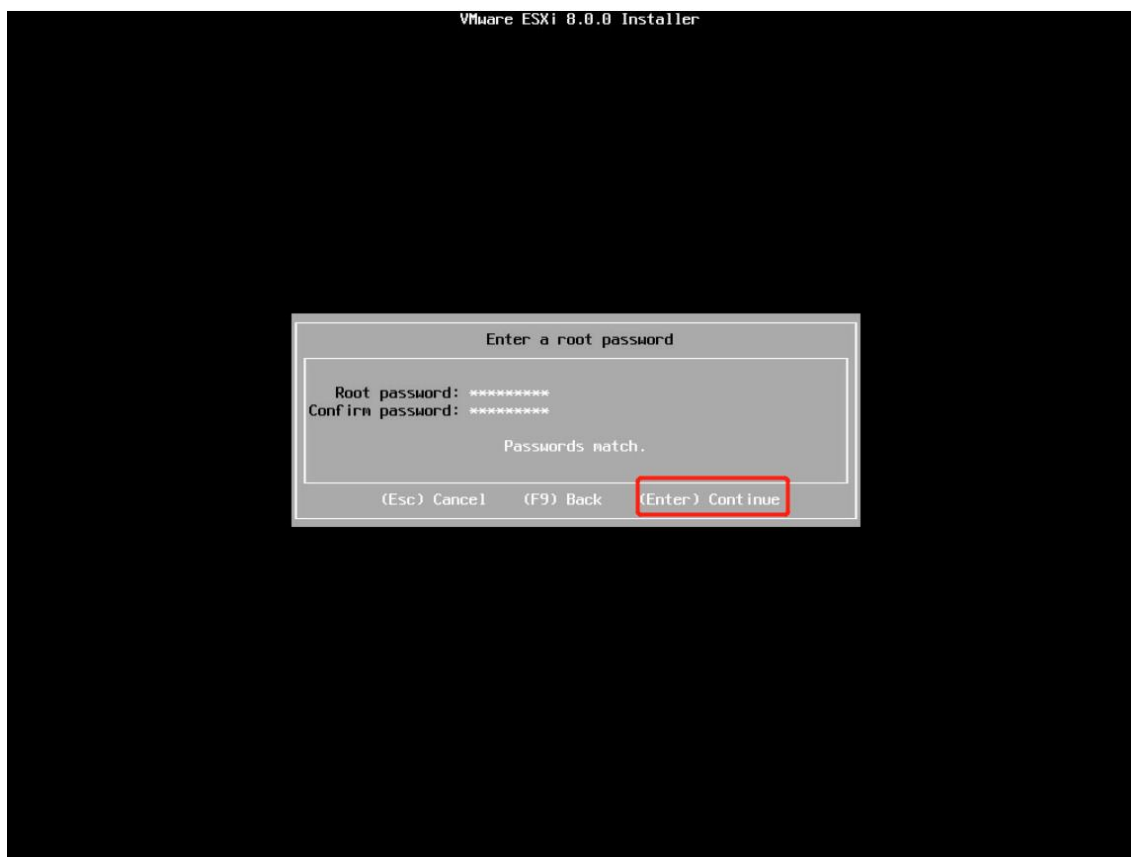 VMware ESXi 8.0.0 Installer
Enter a root password
Root password: *********
Confirm password: *********
Passwords match.
(Esc) Cancel (F9) Back (Enter) Continue